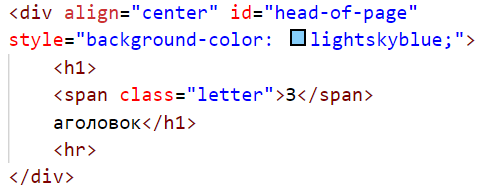 <div align="center" id="head-of-page"
style="background-color: lightskyblue;">
<h1>
<span class="letter">З</span>
аголовок</h1>
<hr>
</div>